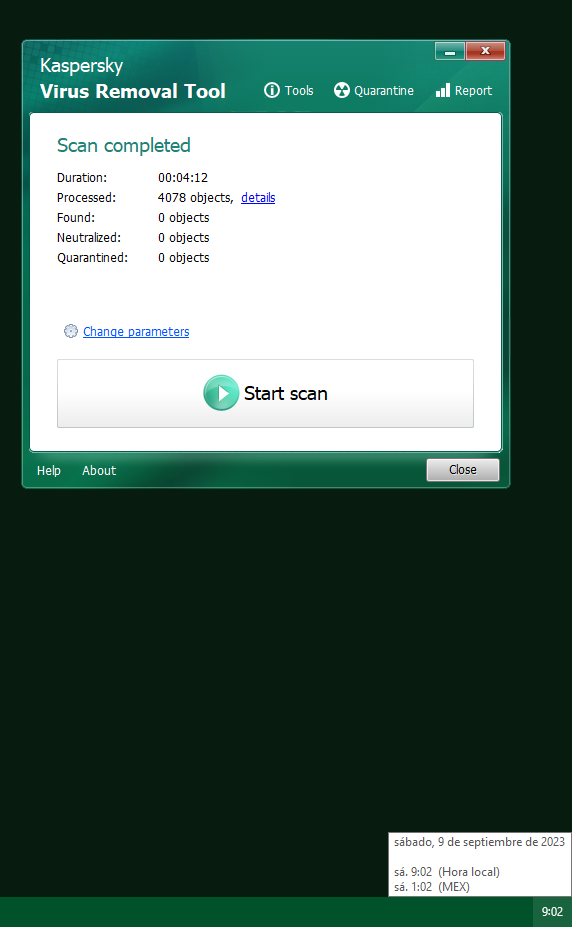 Kaspersky
Virus Removal Tool
Tools
Quarantine
Report
Scan completed
Duration: 00:04:12
Processed: 4078 objects, details
Found: 0 objects
Neutralized: 0 objects
Quarantined: 0 objects
Change parameters
Start scan
Help
About
Close
sábado, 9 de septiembre de 2023
sá. 9:02 (Hora local)
sá. 1:02 (MEX)
9:02